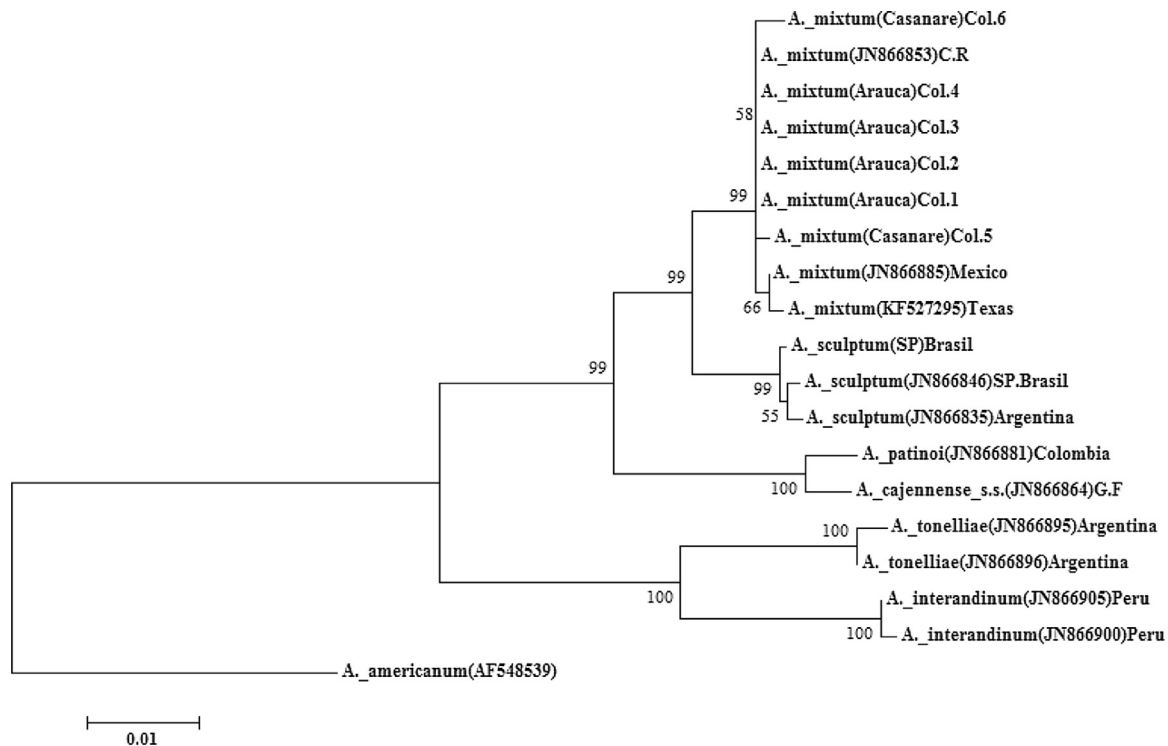 A._mixtum(Casanare)Col.6
A._mixtum(JN866853)C.R
A._mixtum(Arauca)Col.4
58
A._mixtum(Arauca)Col.3
A._mixtum(Arauca)Col.2
99
A._mixtum(Arauca)Col.1
A._mixtum(Casanare)Col.5
99
A._mixtum(JN866885)Mexico
66
A._mixtum(KF527295)Texas
A._sculptum(SP)Brasil
99
99
A._sculptum(JN866846)SP.Brasil
55
A._sculptum(JN866835)Argentina
A._patinoi(JN866881)Colombia
100
A._cajennense_s.s.(JN866864)G.F
100
A._tonelliae(JN866895)Argentina
A._tonelliae(JN866896)Argentina
100
A._interandinum(JN866905)Peru
100
A._interandinum(JN866900)Peru
A._americanum(AF548539)
0.01